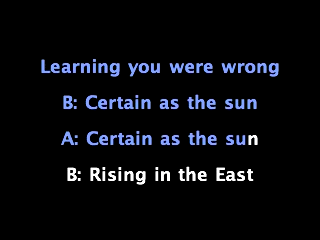 Learning you were wrong
B: Certain as the sun
A: Certain as the sun
B: Rising in the East